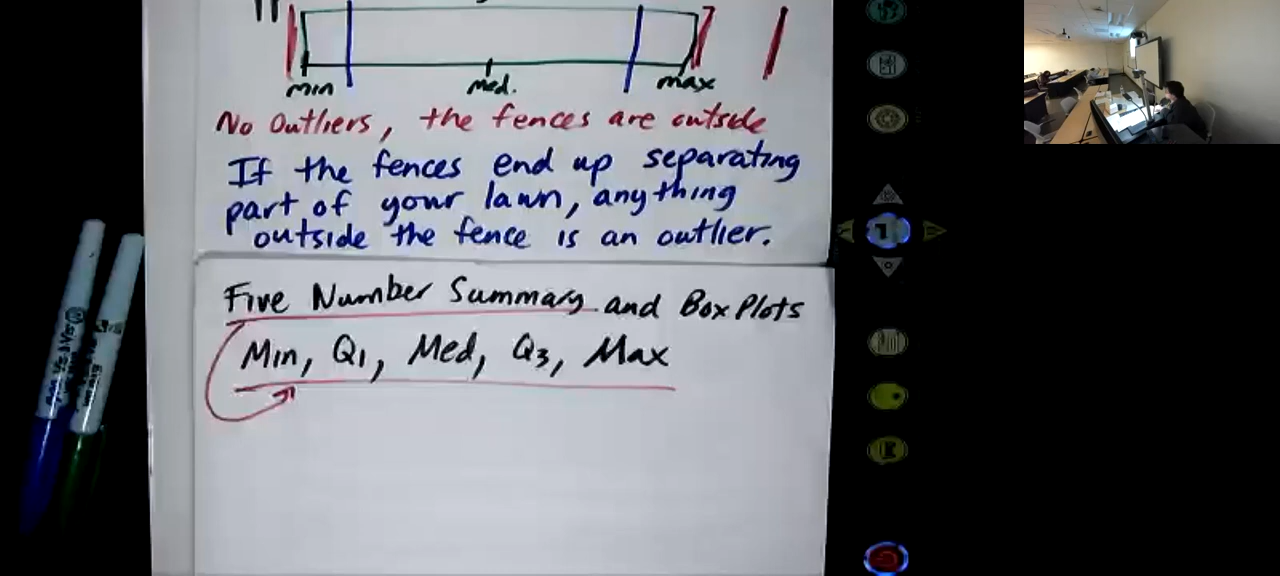 min med. max
No Outliers, the fences are outside
If the fences end up separating
part of your lawn, anything
outside the fence is an outlier.
Five Number Summary and Box Plots
Min, Q1, Med, Q3, Max